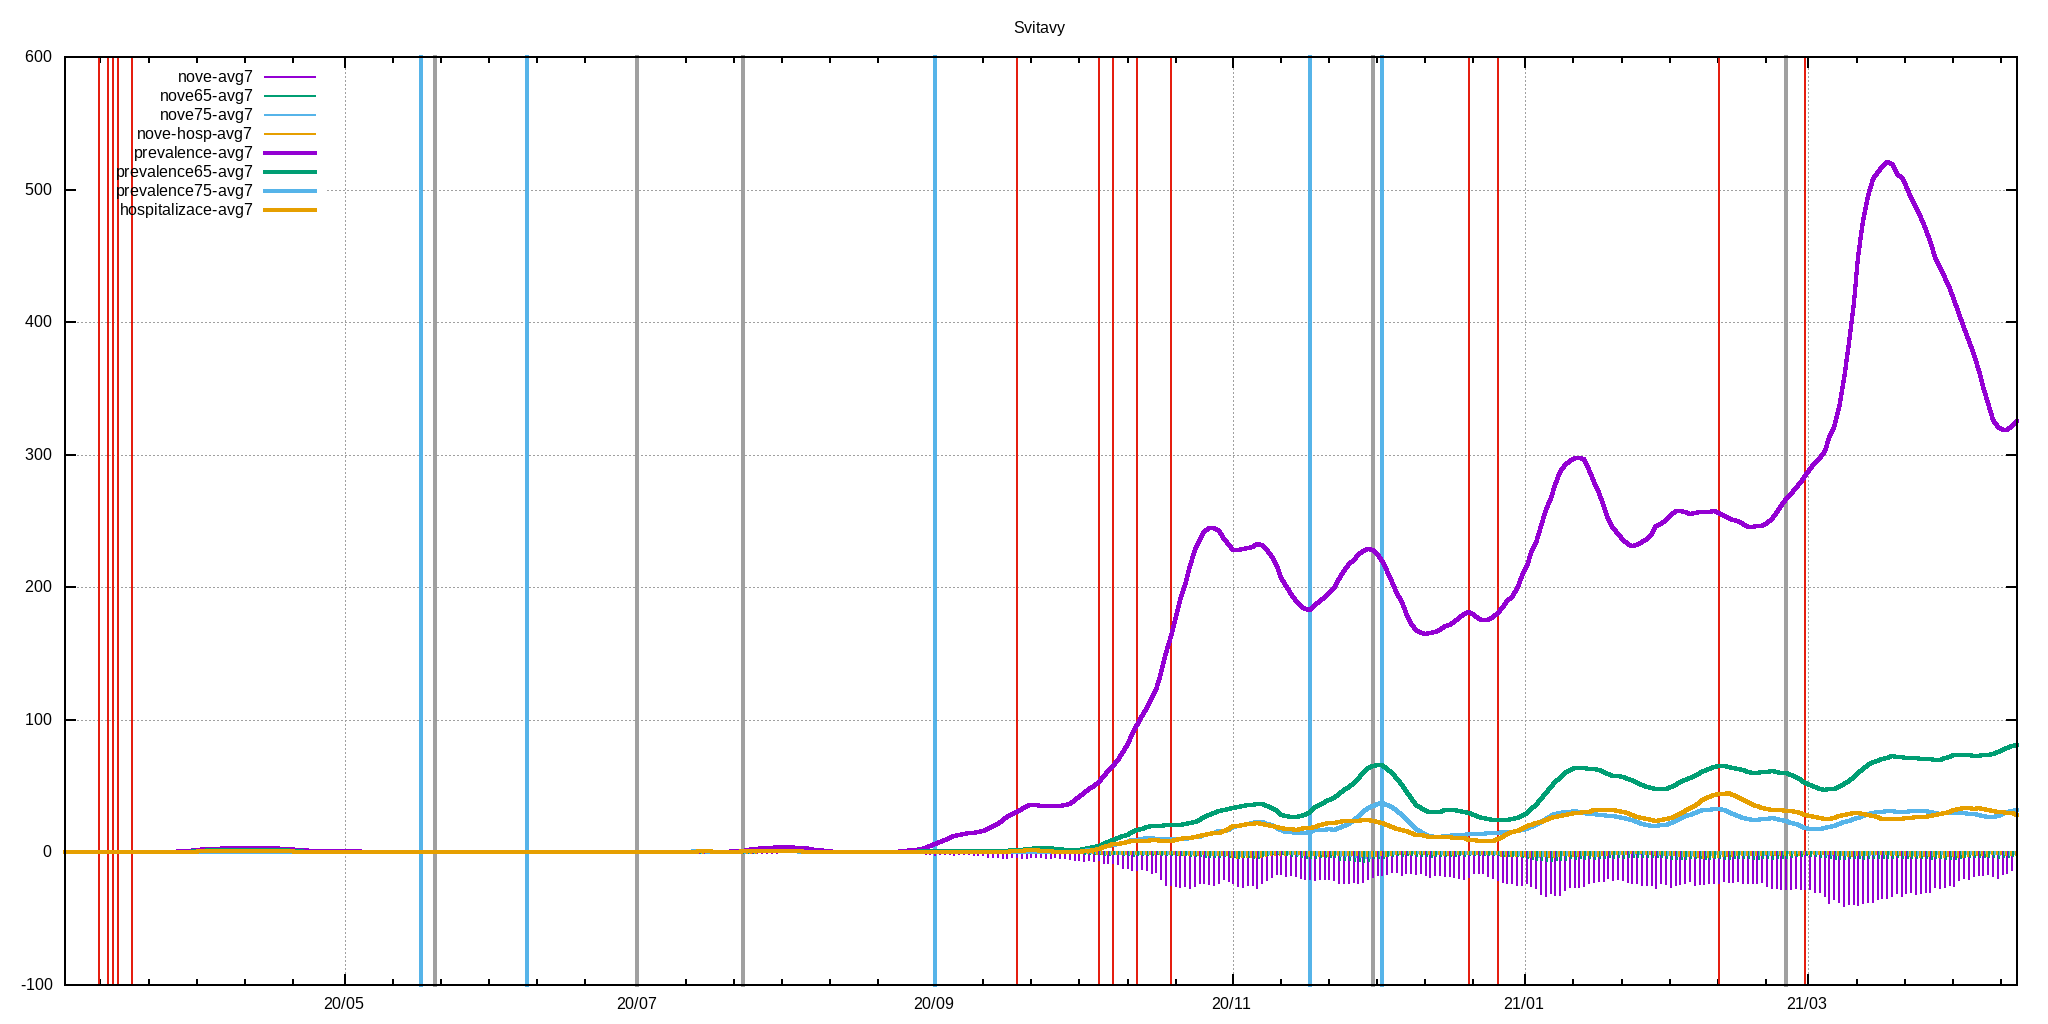 Svitavy
600
500
400
300
200
100
0
-100
nove-avg7
nove65-avg7
nove75-avg7
nove-hosp-avg7
prevalence-avg7
prevalence65-avg7
prevalence75-avg7
hospitalizace-avg7
20/05 20/07 20/09 20/11 21/01 21/03